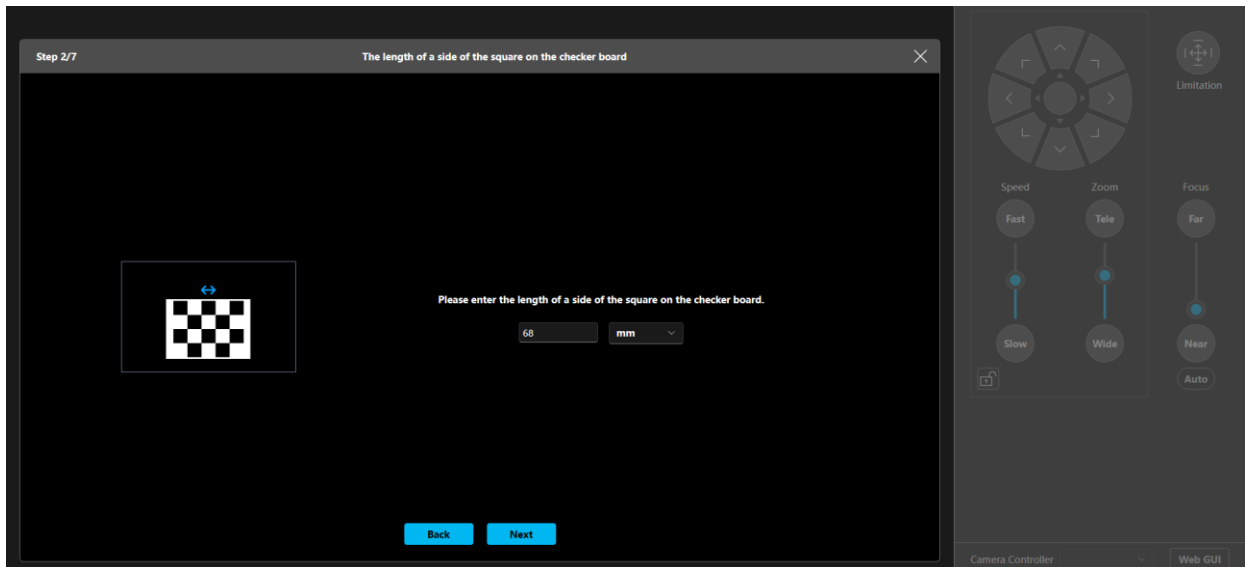 Step 2/7
The length of a side of the square on the checker board
Please enter the length of a side of the square on the checker board.
68
mm
Back
Next
Limitation
Speed
Zoom
Focus
Fast
Tele
Far
Slow
Wide
Near
Auto
Camera Controller
Web GUI